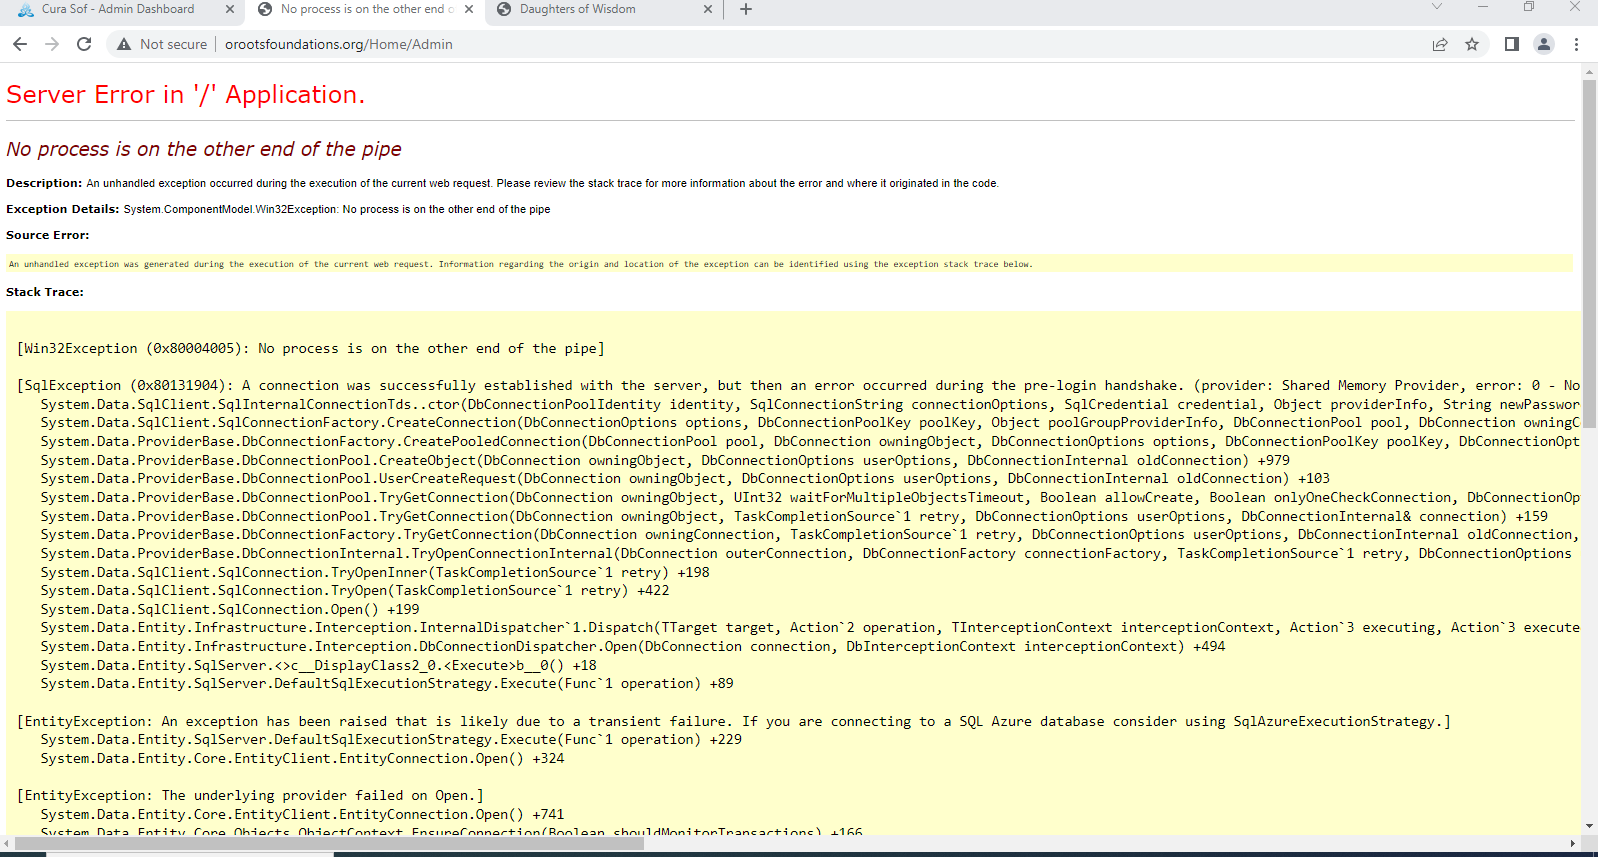 Cura Sof - Admin Dashboard
No process is on the other end o
Daughters of Wisdom
Not secure
orootsfoundations.org/Home/Admin
Server Error in '/' Application.
No process is on the other end of the pipe
Description: An unhandled exception occurred during the execution of the current web request. Please review the stack trace for more information about the error and where it originated in the code.
Exception Details: System.ComponentModel.Win32Exception: No process is on the other end of the pipe
Source Error:
An unhandled exception was generated during the execution of the current web request. Information regarding the origin and location of the exception can be identified using the exception stack trace below.
Stack Trace:
[Win32Exception (0x80004005): No process is on the other end of the pipe]
[SqlException (0x80131904): A connection was successfully established with the server, but then an error occurred during the pre-login handshake. (provider: Shared Memory Provider, error: 0 - No
System.Data.SqlClient.SqlInternalConnectionTds..ctor(DbConnectionPoolIdentity identity, SqlConnectionString connectionOptions, SqlCredential credential, Object providerInfo, String newPasswor
System.Data.SqlClient.SqlConnectionFactory.CreateConnection(DbConnectionOptions options, DbConnectionPoolKey poolKey, Object poolGroupProviderInfo, DbConnectionPool pool, DbConnection owningC
System.Data.ProviderBase.DbConnectionFactory.CreatePooledConnection(DbConnectionPool pool, DbConnection owningObject, DbConnectionOptions options, DbConnectionPoolKey poolKey, DbConnectionOpt
System.Data.ProviderBase.DbConnectionPool.CreateObject(DbConnection owningObject, DbConnectionOptions userOptions, DbConnectionInternal oldConnection) +979
System.Data.ProviderBase.DbConnectionPool.UserCreateRequest(DbConnection owningObject, DbConnectionOptions userOptions, DbConnectionInternal oldConnection) +103
System.Data.ProviderBase.DbConnectionPool.TryGetConnection(DbConnection owningObject, UInt32 waitForMultipleObjectsTimeout, Boolean allowCreate, Boolean onlyOneCheckConnection, DbConnectionOp
System.Data.ProviderBase.DbConnectionPool.TryGetConnection(DbConnection owningObject, TaskCompletionSource`1 retry, DbConnectionOptions userOptions, DbConnectionInternal& connection) +159
System.Data.ProviderBase.DbConnectionFactory.TryGetConnection(DbConnection owningConnection, TaskCompletionSource`1 retry, DbConnectionOptions userOptions, DbConnectionInternal oldConnection,
System.Data.ProviderBase.DbConnectionInternal.TryOpenConnectionInternal(DbConnection outerConnection, DbConnectionFactory connectionFactory, TaskCompletionSource`1 retry, DbConnectionOptions
System.Data.SqlClient.SqlConnection.TryOpenInner(TaskCompletionSource`1 retry) +198
System.Data.SqlClient.SqlConnection.TryOpen(TaskCompletionSource`1 retry) +422
System.Data.SqlClient.SqlConnection.Open() +199
System.Data.Entity.Infrastructure.Interception.InternalDispatcher`1.Dispatch(TTarget target, Action`2 operation, TInterceptionContext interceptionContext, Action`3 executing, Action`3 execute
System.Data.Entity.Infrastructure.Interception.DbConnectionDispatcher.Open(DbConnection connection, DbInterceptionContext interceptionContext) +494
System.Data.Entity.SqlServer.<>c__DisplayClass2_0.<Execute>b__0() +18
System.Data.Entity.SqlServer.DefaultSqlExecutionStrategy.Execute(Func`1 operation) +89
[EntityException: An exception has been raised that is likely due to a transient failure. If you are connecting to a SQL Azure database consider using SqlAzureExecutionStrategy.]
System.Data.Entity.SqlServer.DefaultSqlExecutionStrategy.Execute(Func`1 operation) +229
System.Data.Entity.Core.EntityClient.EntityConnection.Open() +324
[EntityException: The underlying provider failed on Open.]
System.Data.Entity.Core.EntityClient.EntityConnection.Open() +741
System.Data.Entity.Core.Objects.ObjectContext.EnsureConnection(Boolean shouldMonitorTransactions) +166